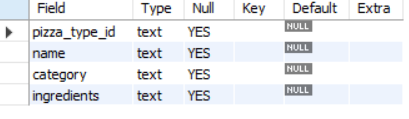 Field Type Null Key Default Extra
pizza_type_id text YES NULL
name text YES NULL
category text YES NULL
ingredients text YES NULL